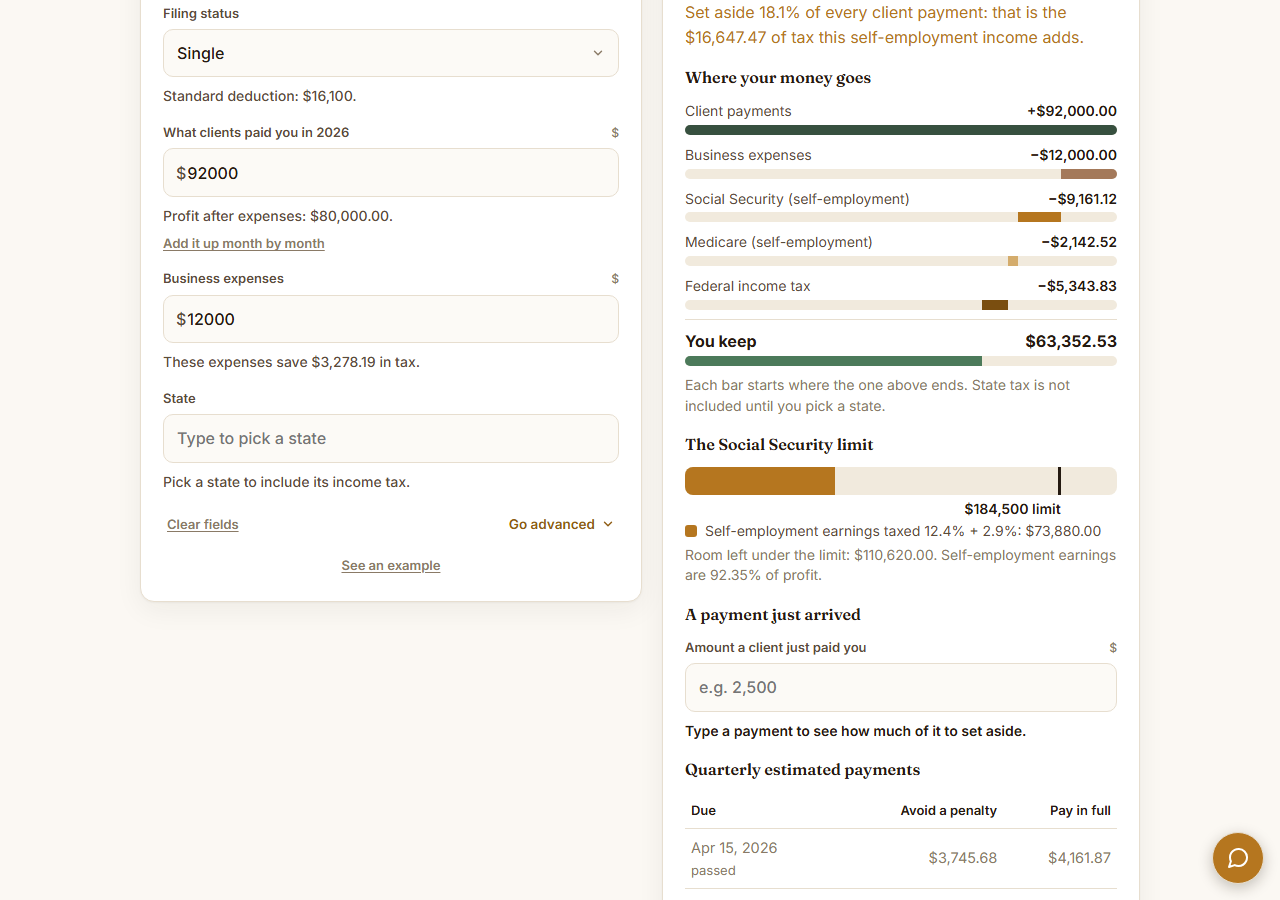 Filing status
Single
Standard deduction: $16,100.
What clients paid you in 2026 $
$92000
Profit after expenses: $80,000.00.
Add it up month by month
Business expenses $
$12000
These expenses save $3,278.19 in tax.
State
Type to pick a state
Pick a state to include its income tax.
Clear fields Go advanced
See an example
Set aside 18.1% of every client payment: that is the
$16,647.47 of tax this self-employment income adds.
Where your money goes
Client payments +$92,000.00
Business expenses −$12,000.00
Social Security (self-employment) −$9,161.12
Medicare (self-employment) −$2,142.52
Federal income tax −$5,343.83
You keep $63,352.53
Each bar starts where the one above ends. State tax is not
included until you pick a state.
The Social Security limit
$184,500 limit
Self-employment earnings taxed 12.4% + 2.9%: $73,880.00
Room left under the limit: $110,620.00. Self-employment earnings
are 92.35% of profit.
A payment just arrived
Amount a client just paid you $
e.g. 2,500
Type a payment to see how much of it to set aside.
Quarterly estimated payments
Due Avoid a penalty Pay in full
Apr 15, 2026 $3,745.68 $4,161.87
passed